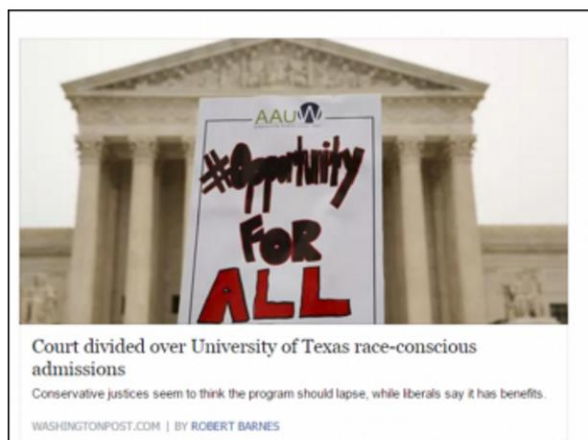 AAUW
#Opportunity
FOR
ALL
Court divided over University of Texas race-conscious
admissions
Conservative justices seem to think the program should lapse, while liberals say it has benefits.
WASHINGTONPOST.COM | BY ROBERT BARNES